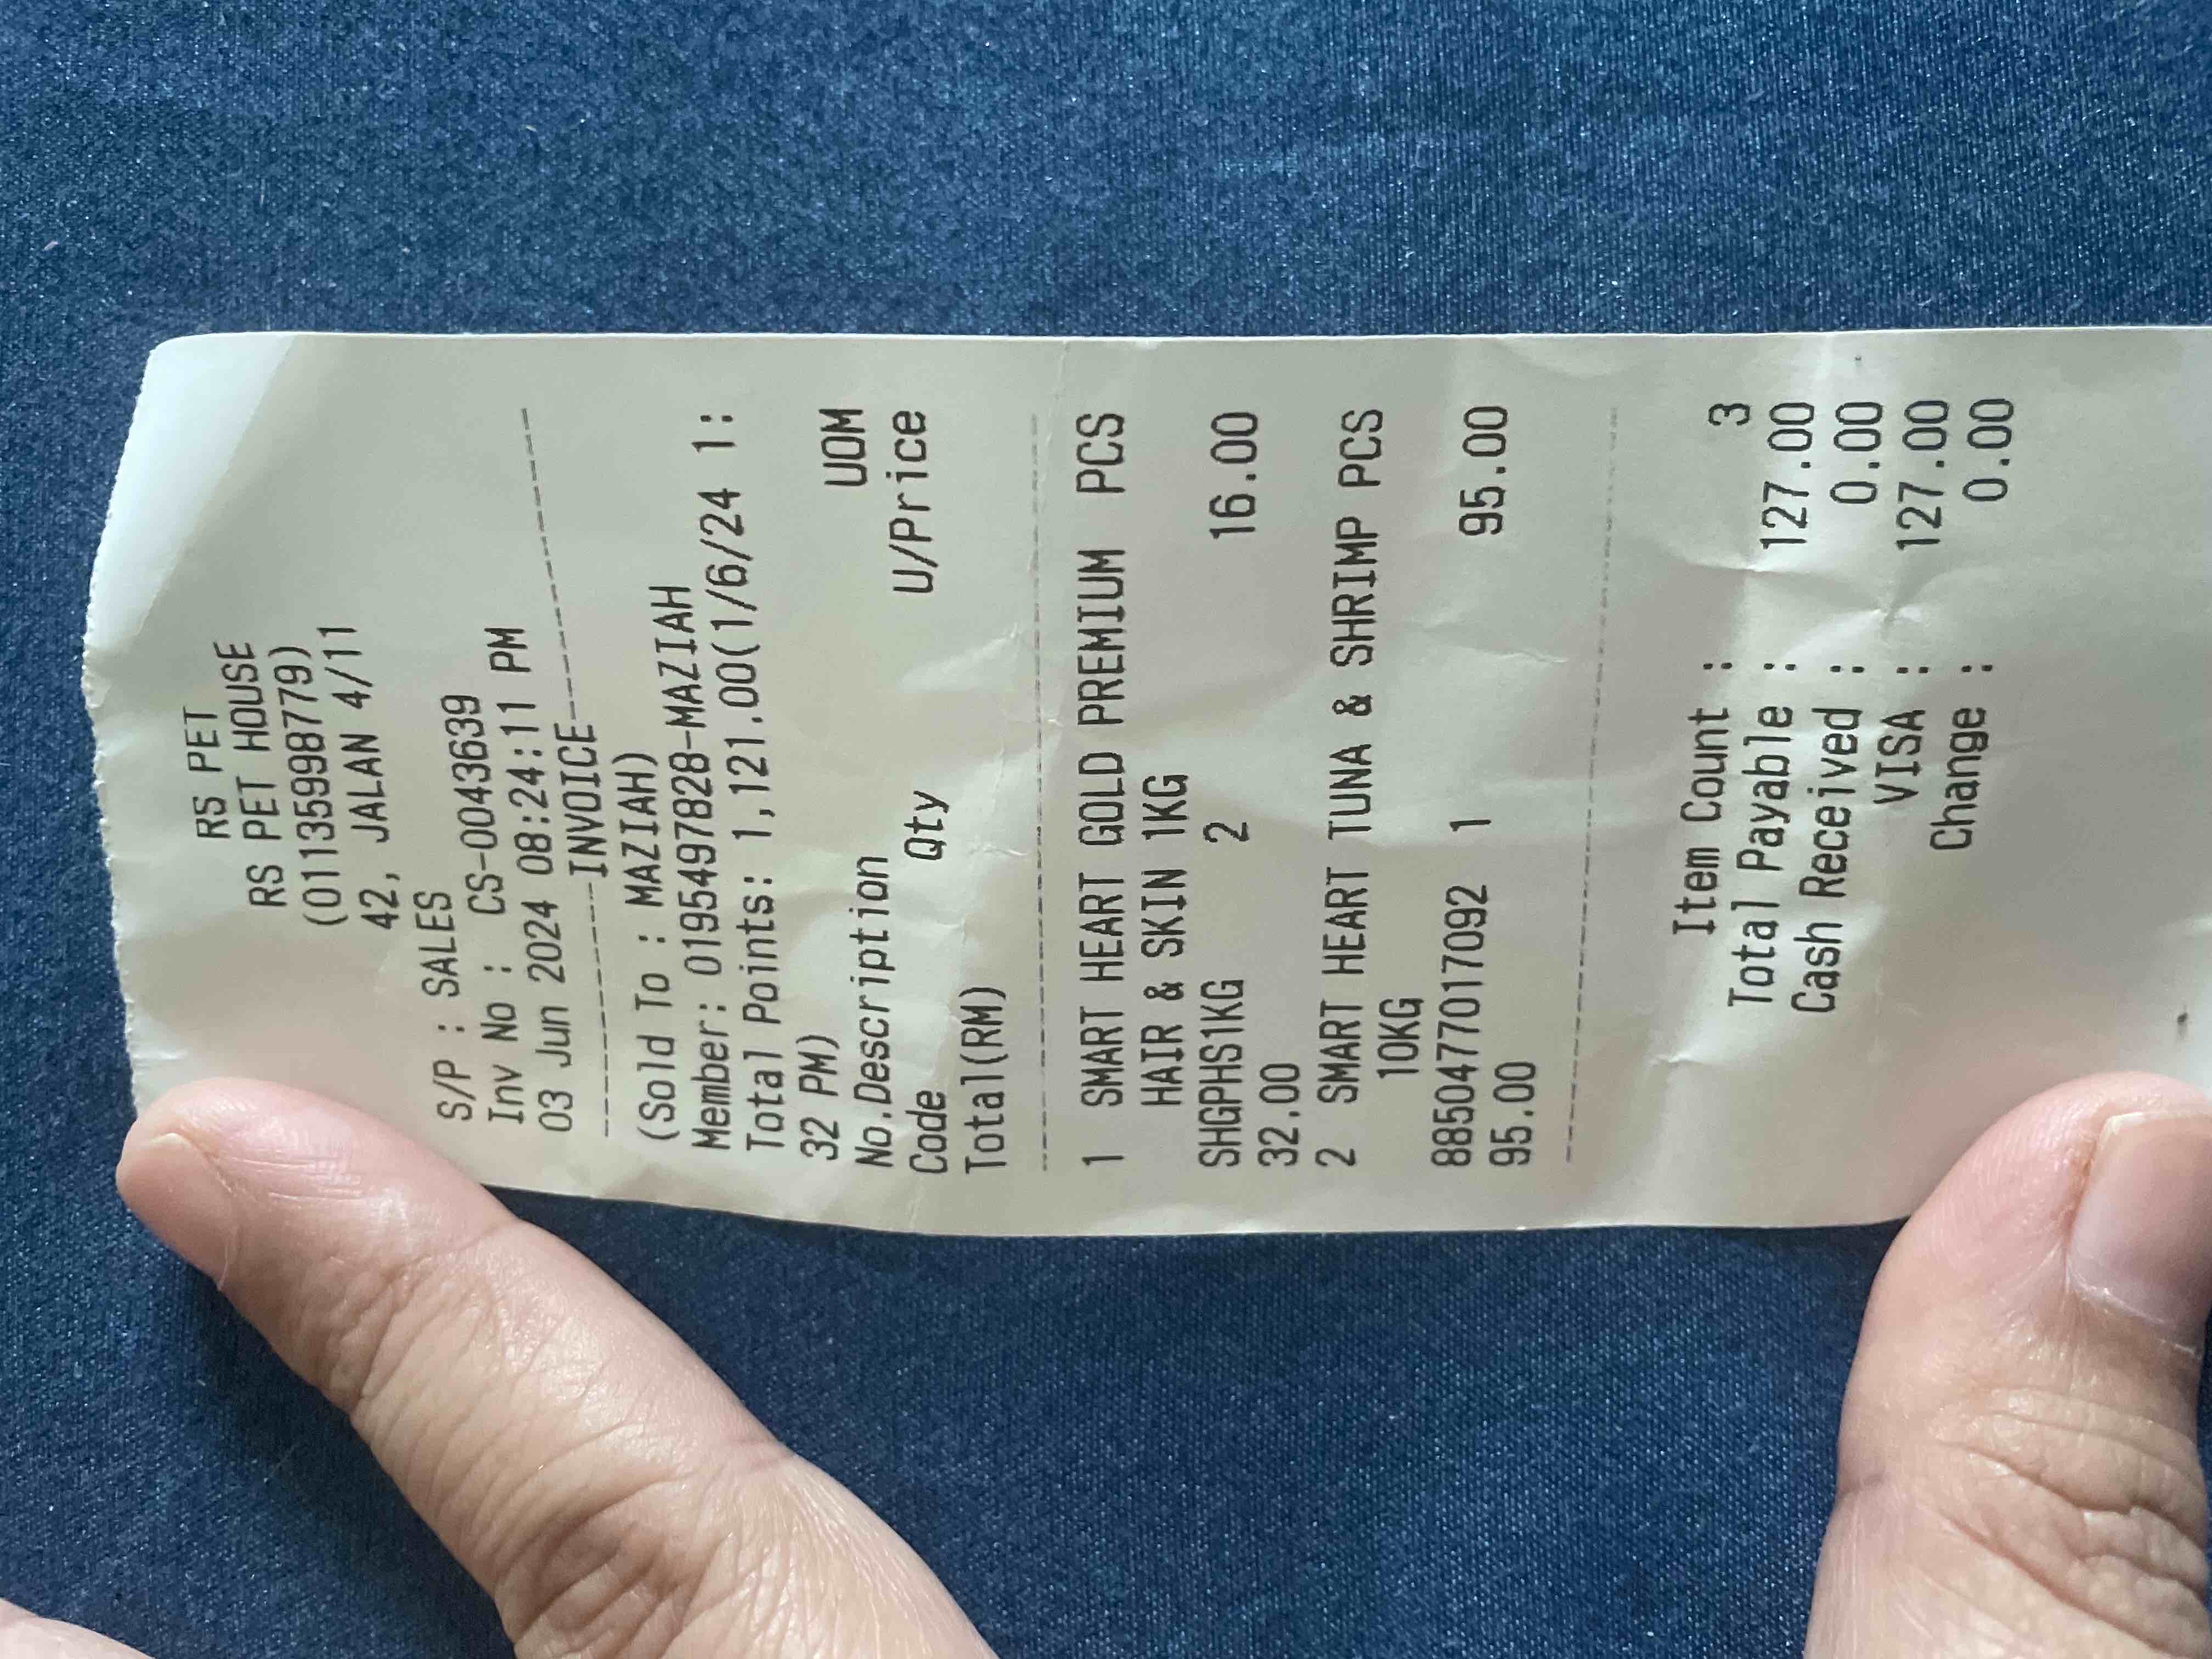 RS PET
RS PET HOUSE
(01135998779)
42, JALAN 4/11
S/P : SALES
Inv No : CS-0043639
03 Jun 2024 08:24:11 PM
INVOICE
(Sold To : MAZIAH)
Member: 0195497828-MAZIAH
Total Points: 1,121.00(1/6/24 1:
32 PM)
No.Description UOM
Code Qty U/Price
Total(RM)
1 SMART HEART GOLD PREMIUM PCS
HAIR & SKIN 1KG
SHGPHS1KG 2 16.00
32.00
2 SMART HEART TUNA & SHRIMP PCS
10KG
8850477017092 1 95.00
95.00
Item Count : 3
Total Payable : 127.00
Cash Received : 0.00
VISA : 127.00
Change : 0.00